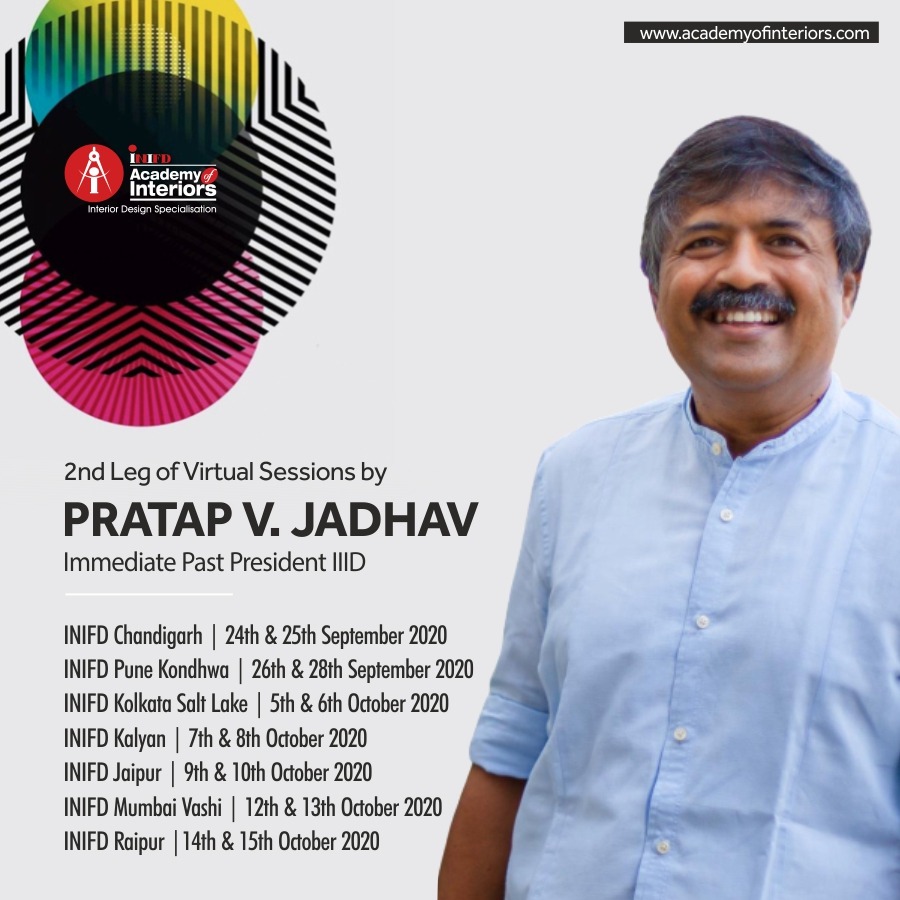 www.academyofinteriors.com
INIFD
Academy of
Interiors
Interior Design Specialisation
2nd Leg of Virtual Sessions by
PRATAP V. JADHAV
Immediate Past President IIID
INIFD Chandigarh | 24th & 25th September 2020
INIFD Pune Kondhwa | 26th & 28th September 2020
INIFD Kolkata Salt Lake | 5th & 6th October 2020
INIFD Kalyan | 7th & 8th October 2020
INIFD Jaipur | 9th & 10th October 2020
INIFD Mumbai Vashi | 12th & 13th October 2020
INIFD Raipur |14th & 15th October 2020